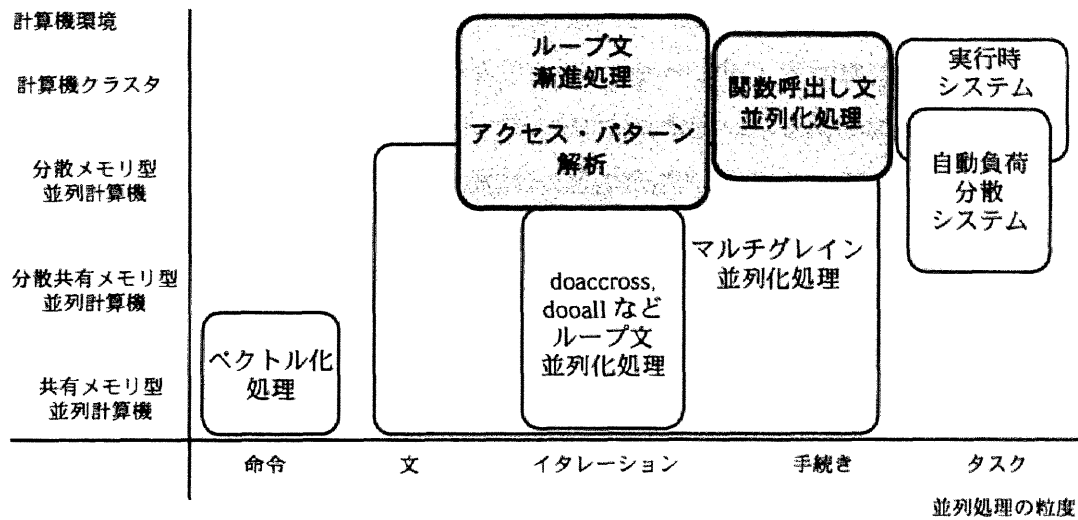 計算機環境
計算機クラスタ
分散メモリ型
並列計算機
分散共有メモリ型
並列計算機
共有メモリ型
並列計算機
ループ文
漸進処理
アクセス・パターン
解析
関数呼出し文
並列化処理
実行時
システム
自動負荷
分散
システム
マルチグレイン
並列化処理
doaccross,
dooall など
ループ文
並列化処理
ベクトル化
処理
命令
文
イタレーション
手続き
タスク
並列処理の粒度